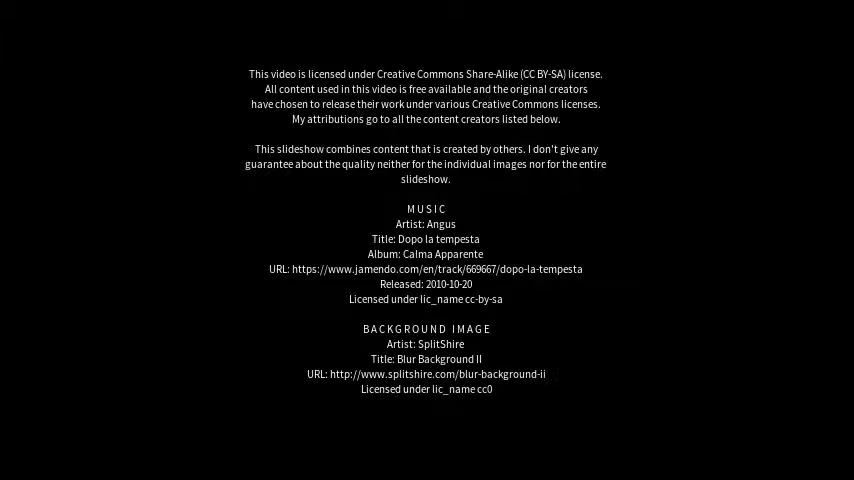 This video is licensed under Creative Commons Share-Alike (CC BY-SA) license.
All content used in this video is free available and the original creators
have chosen to release their work under various Creative Commons licenses.
My attributions go to all the content creators listed below.
This slideshow combines content that is created by others. I don't give any
guarantee about the quality neither for the individual images nor for the entire
slideshow.
MUSIC
Artist: Angus
Title: Dopo la tempesta
Album: Calma Apparente
URL: https://www.jamendo.com/en/track/669667/dopo-la-tempesta
Released: 2010-10-20
Licensed under lic_name cc-by-sa
BACKGROUND IMAGE
Artist: SplitShire
Title: Blur Background II
URL: http://www.splitshire.com/blur-background-ii
Licensed under lic_name cc0